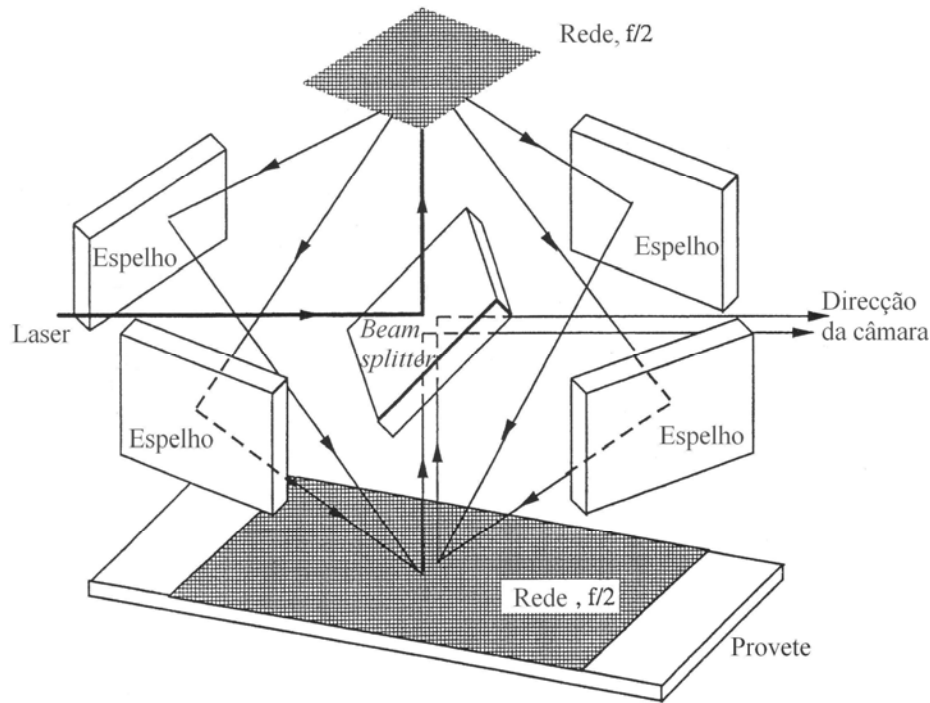 Rede, f/2
Espelho
Espelho
Laser
Beam
splitter
Direcção
da câmara
Espelho
Espelho
Rede , f/2
Provete